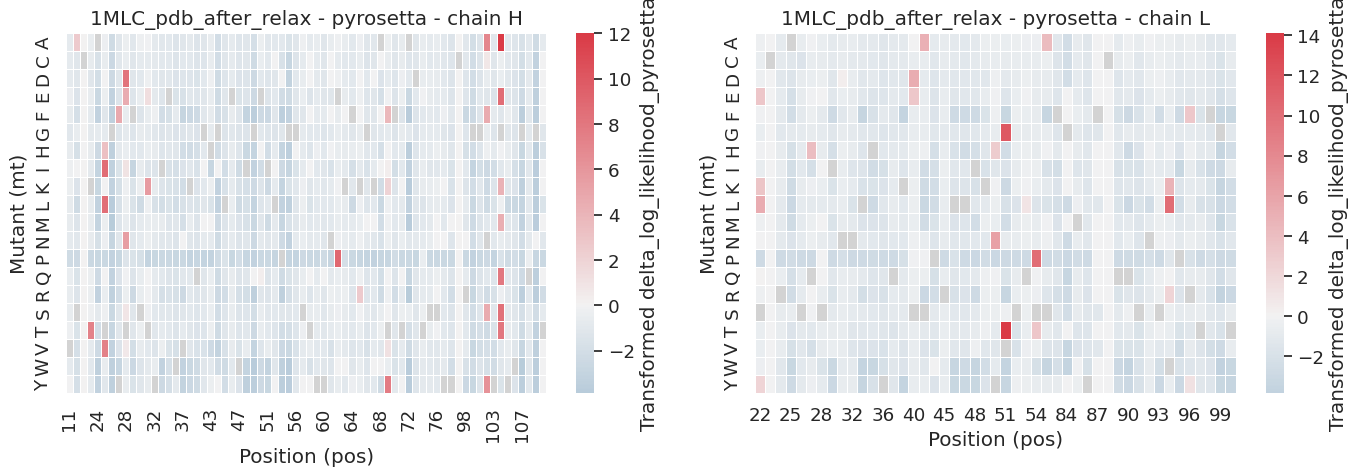 1MLC_pdb_after_relax - pyrosetta - chain H
Mutant (mt)
A
C
D
E
F
G
H
I
K
L
M
N
P
Q
R
S
T
V
W
Y
11 24 28 32 37 43 47 51 56 60 64 72 76 98 103 107
Position (pos)
12
10
8
6
4
2
0
−2
Transformed delta_log_likelihood_pyrosetta
1MLC_pdb_after_relax - pyrosetta - chain L
Mutant (mt)
A
C
D
E
F
G
H
I
K
L
M
N
P
Q
R
S
T
V
W
Y
22 25 28 32 36 40 45 48 51 54 84 87 90 93 96 99
Position (pos)
14
12
10
8
6
4
2
0
−2
Transformed delta_log_likelihood_pyrosetta